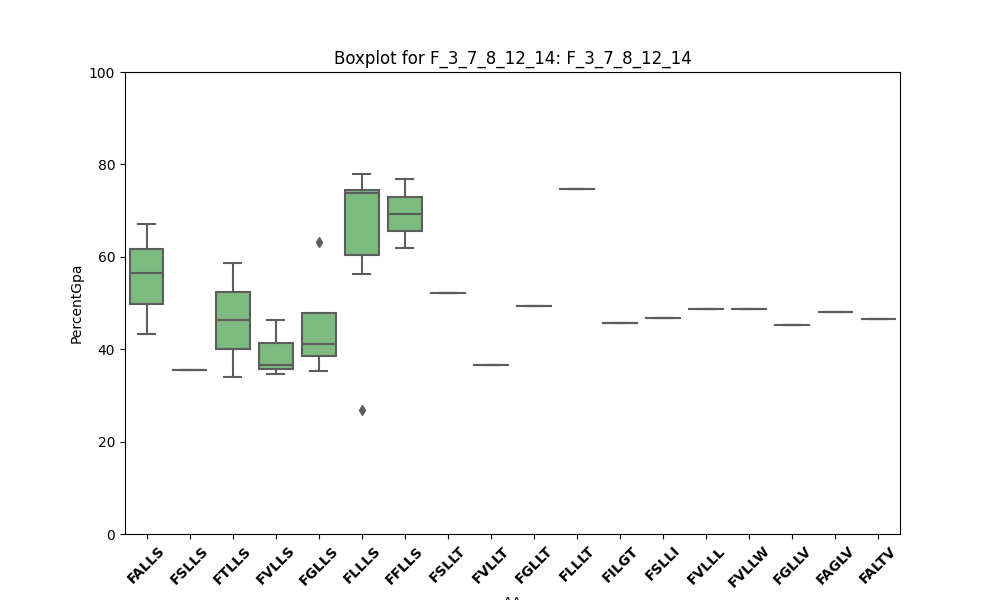 Boxplot for F_3_7_8_12_14: F_3_7_8_12_14
100
80
60
40
20
0
PercentGpa
FALLS
FSLLS
FTLLS
FVLLS
FGLLS
FLLLS
FFLLS
FSLLT
FVLLT
FGLLT
FLLLT
FILGT
FSLLI
FVLLL
FVLLW
FGLLV
FAGLV
FALTV